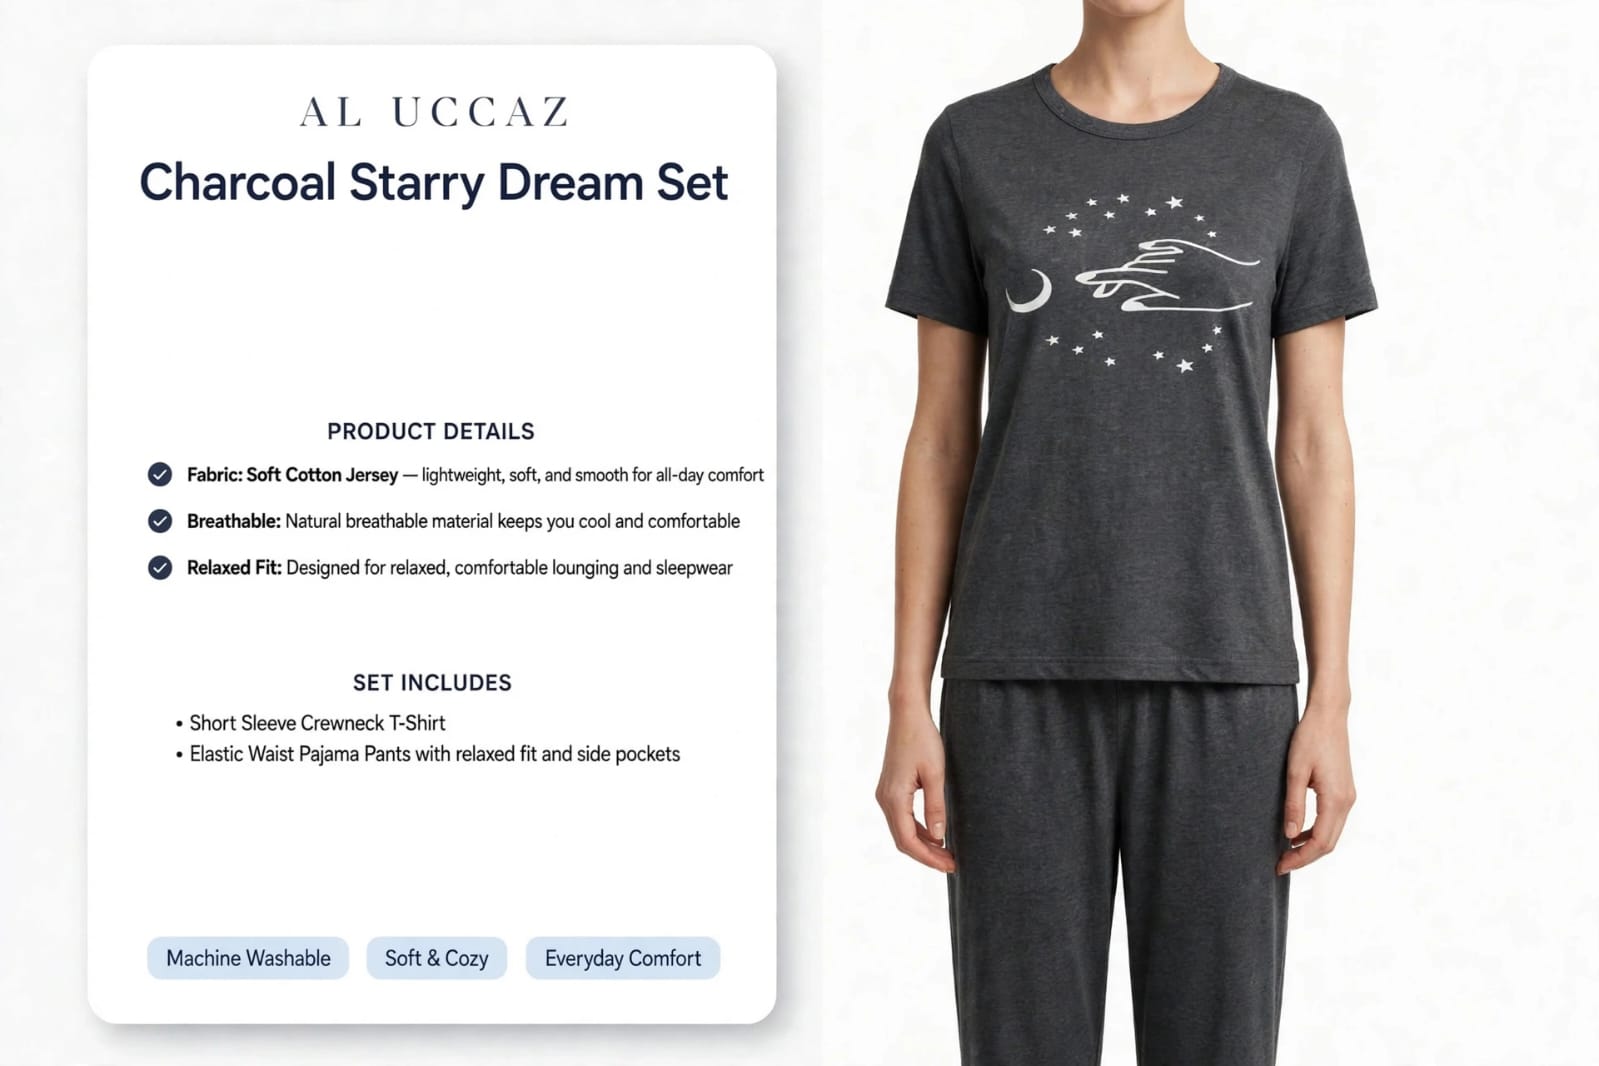 AL UCCAZ
Charcoal Starry Dream Set
PRODUCT DETAILS
Fabric: Soft Cotton Jersey — lightweight, soft, and smooth for all-day comfort
Breathable: Natural breathable material keeps you cool and comfortable
Relaxed Fit: Designed for relaxed, comfortable lounging and sleepwear
SET INCLUDES
• Short Sleeve Crewneck T-Shirt
• Elastic Waist Pajama Pants with relaxed fit and side pockets
Machine Washable
Soft & Cozy
Everyday Comfort